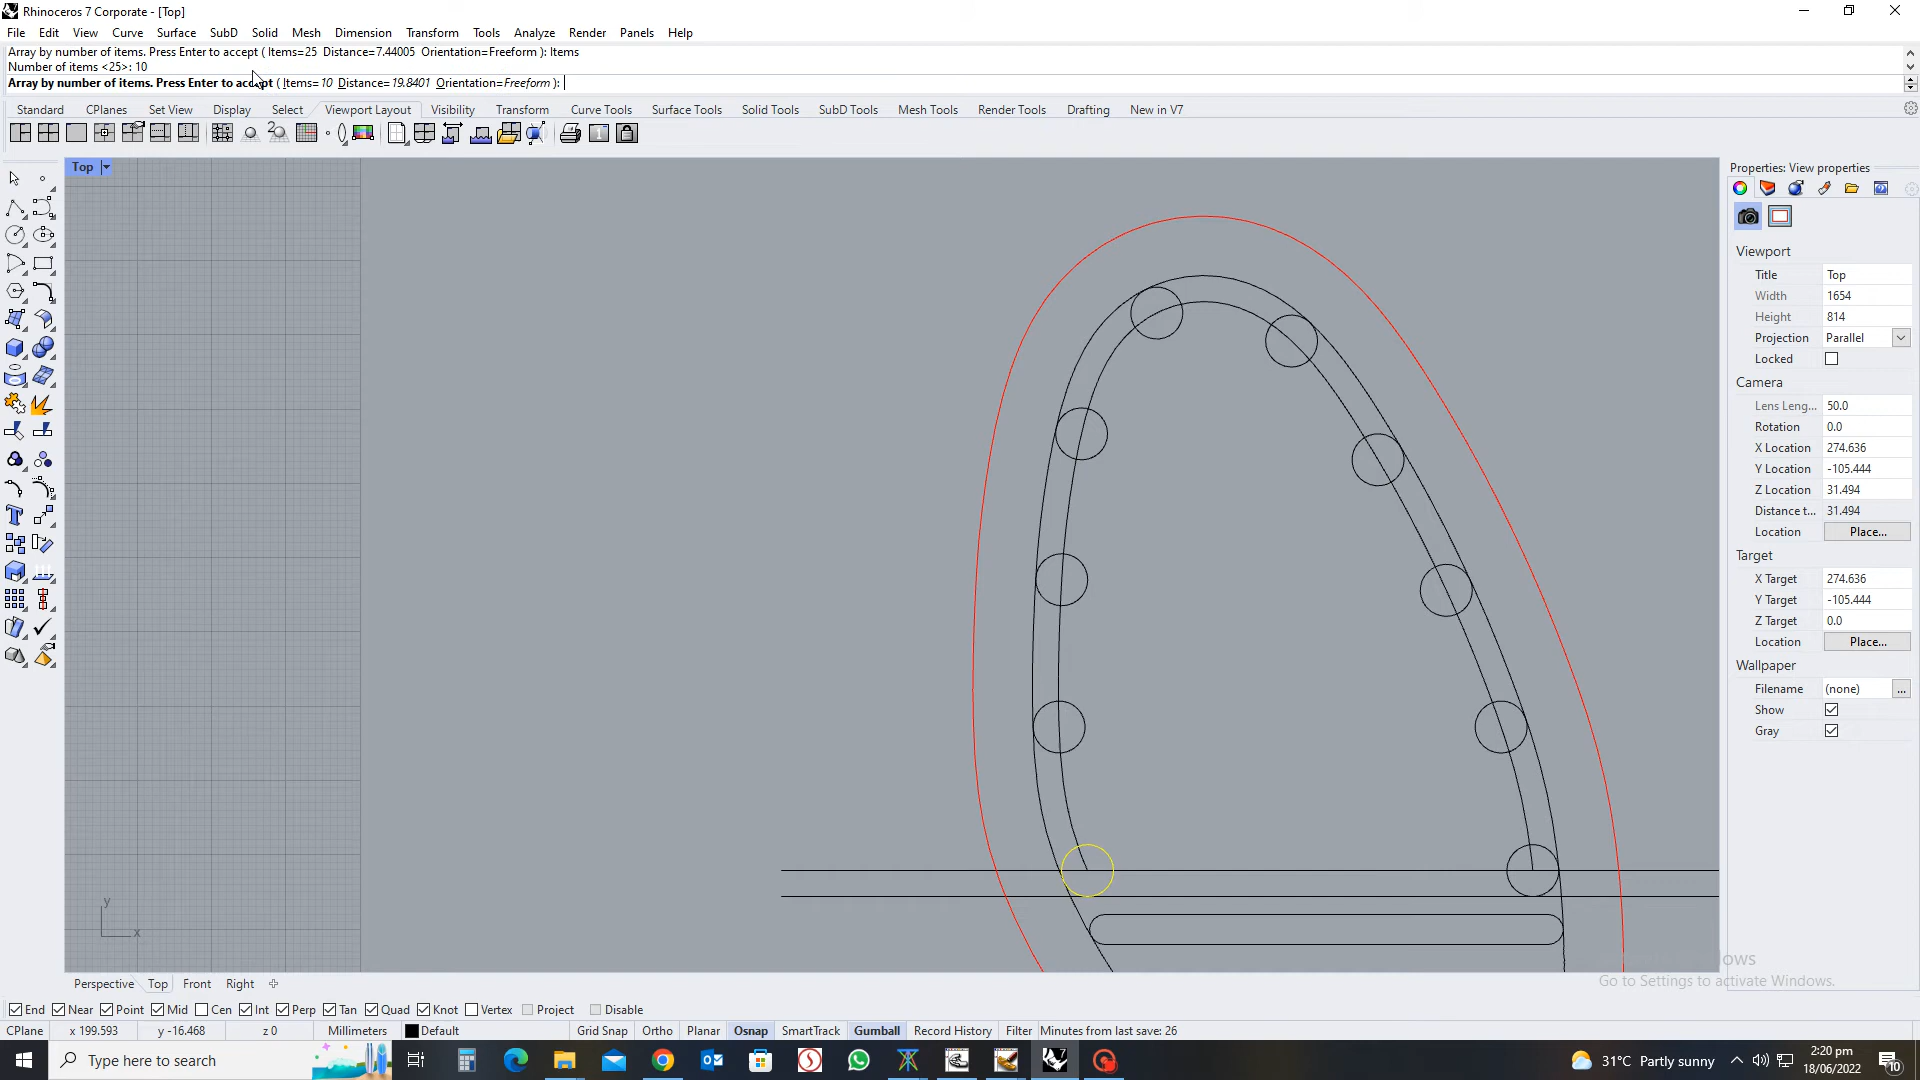 Rhinoceros 7 Corporate - [Top]
File Edit View Curve Surface SubD Solid Mesh Dimension Transform Tools Analyze Render Panels Help
Array by number of items. Press Enter to accept ( Items=25 Distance=7.44005 Orientation=Freeform ): Items
Number of items <25>: 10
Array by number of items. Press Enter to accept ( Items=10 Distance=19.8401 Orientation=Freeform ):
Standard CPlanes Set View Display Select Viewport Layout Visibility Transform Curve Tools Surface Tools Solid Tools SubD Tools Mesh Tools Render Tools Drafting New in V7
Top
Properties: View properties
Viewport
Title Top
Width 1654
Height 814
Projection Parallel
Locked
Camera
Lens Leng... 50.0
Rotation 0.0
X Location 274.636
Y Location -105.444
Z Location 31.494
Distance t... 31.494
Location Place...
Target
X Target 274.636
Y Target -105.444
Z Target 0.0
Location Place...
Wallpaper
Filename (none) ...
Show
Gray
y
x
dows
Go to Settings to activate Windows.
Perspective Top Front Right
End Near Point Mid Cen Int Perp Tan Quad Knot Vertex Project Disable
CPlane x 199.593 y -16.468 z 0 Millimeters Default Grid Snap Ortho Planar Osnap SmartTrack Gumball Record History Filter Minutes from last save: 26
Type here to search
31°C Partly sunny
2:20 pm
18/06/2022
10